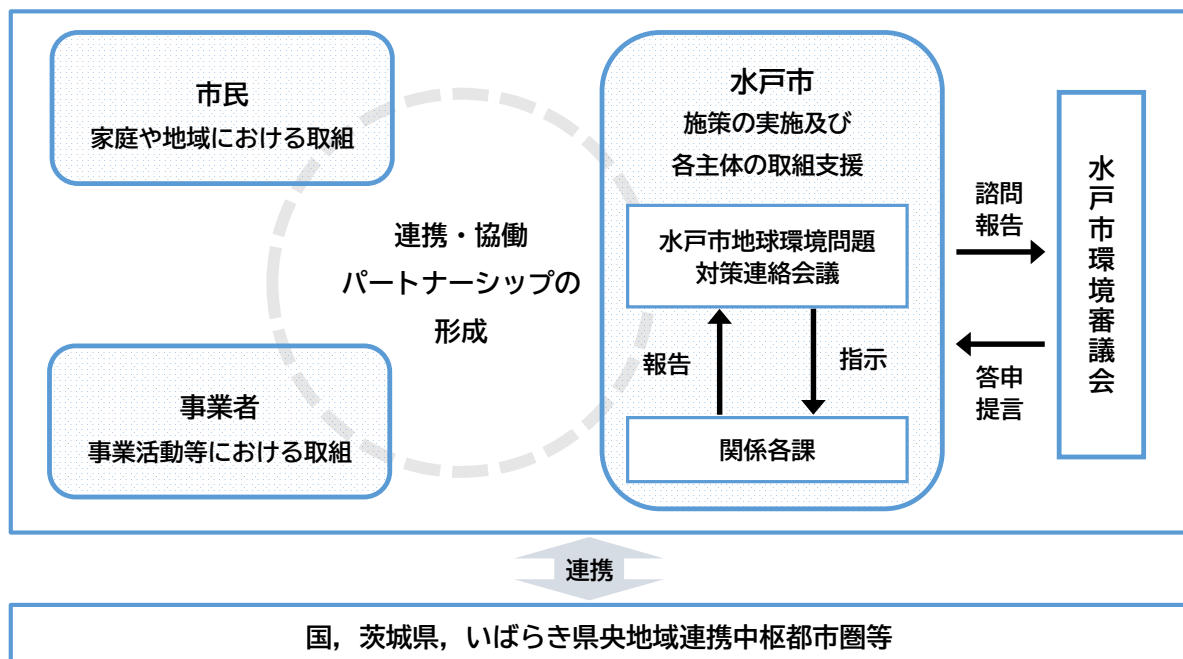 市民
家庭や地域における取組
事業者
事業活動等における取組
連携・協働
パートナーシップの
形成
水戸市
施策の実施及び
各主体の取組支援
水戸市地球環境問題
対策連絡会議
報告
指示
関係各課
諮問
報告
答申
提言
水戸市環境審議会
連携
国，茨城県，いばらき県央地域連携中枢都市圏等